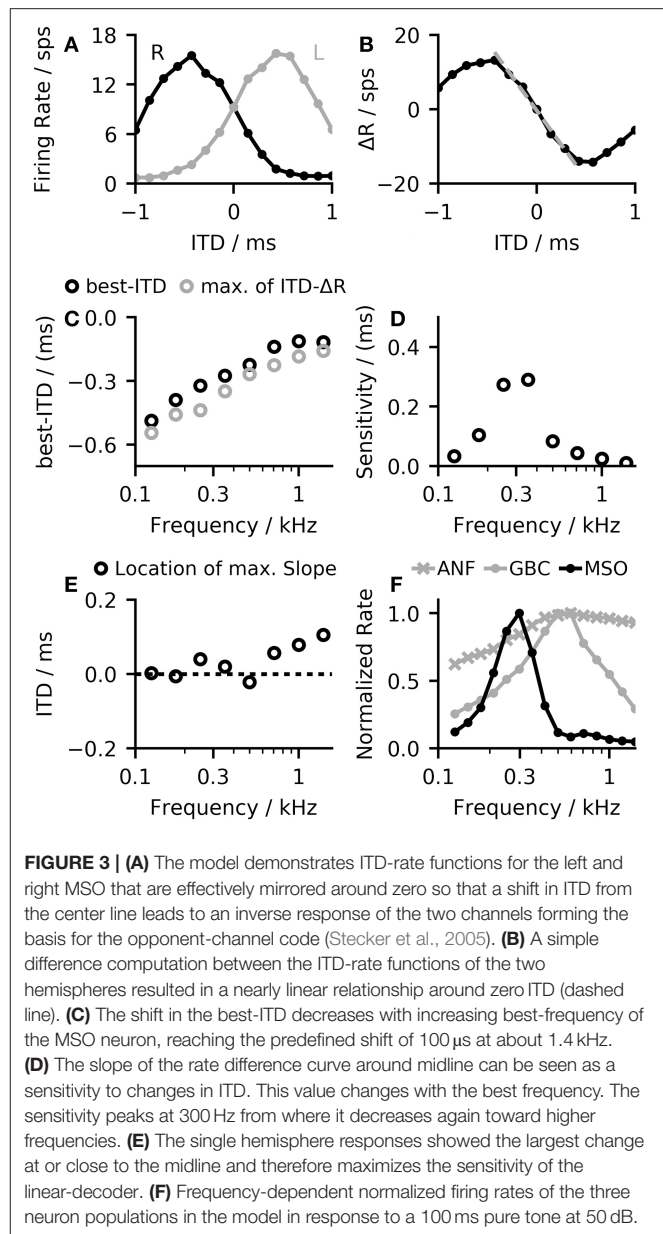 A
R
L
18
12
6
0
Firing Rate / sps
−1
0
1
ITD / ms
B
20
0
−20
ΔR / sps
−1
0
1
ITD / ms
best-ITD
max. of ITD-ΔR
C
0.0
−0.3
−0.6
best-ITD / (ms)
0.1
0.3
1
Frequency / kHz
D
0.4
0.2
0.0
Sensitivity / (ms)
0.1
0.3
1
Frequency / kHz
Location of max. Slope
E
0.2
0.0
−0.2
ITD / ms
0.1
0.3
1
Frequency / kHz
ANF
GBC
MSO
F
1.0
0.5
0.0
Normalized Rate
0.1
0.3
1
Frequency / kHz
FIGURE 3 | (A) The model demonstrates ITD-rate functions for the left and
right MSO that are effectively mirrored around zero so that a shift in ITD from
the center line leads to an inverse response of the two channels forming the
basis for the opponent-channel code (Stecker et al., 2005). (B) A simple
difference computation between the ITD-rate functions of the two
hemispheres resulted in a nearly linear relationship around zero ITD (dashed
line). (C) The shift in the best-ITD decreases with increasing best-frequency of
the MSO neuron, reaching the predefined shift of 100 μs at about 1.4 kHz.
(D) The slope of the rate difference curve around midline can be seen as a
sensitivity to changes in ITD. This value changes with the best frequency. The
sensitivity peaks at 300 Hz from where it decreases again toward higher
frequencies. (E) The single hemisphere responses showed the largest change
at or close to the midline and therefore maximizes the sensitivity of the
linear-decoder. (F) Frequency-dependent normalized firing rates of the three
neuron populations in the model in response to a 100 ms pure tone at 50 dB.